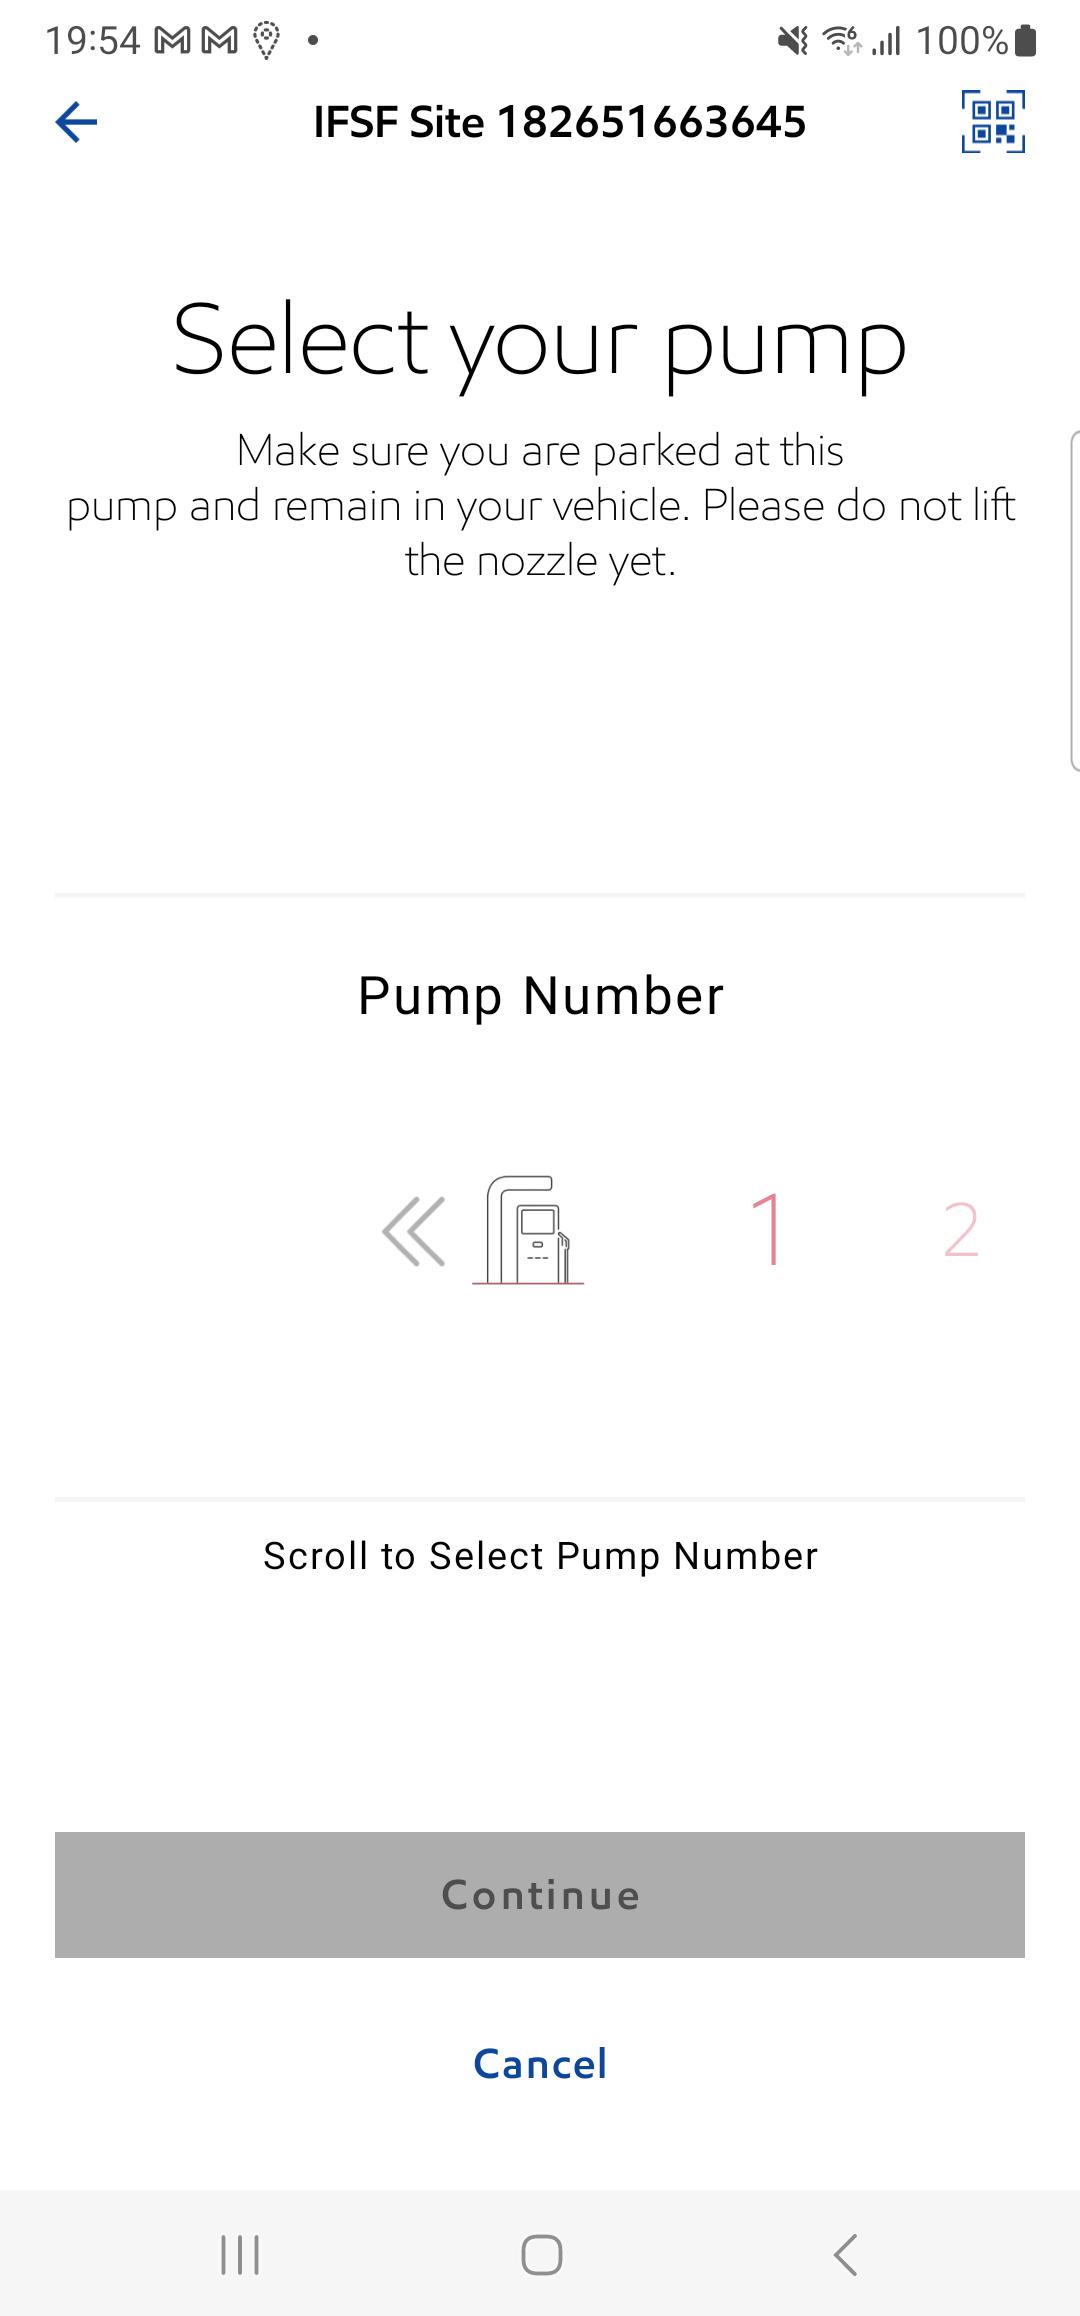 19:54
100%
IFSF Site 182651663645
Select your pump
Make sure you are parked at this
pump and remain in your vehicle. Please do not lift
the nozzle yet.
Pump Number
1 2
Scroll to Select Pump Number
Continue
Cancel